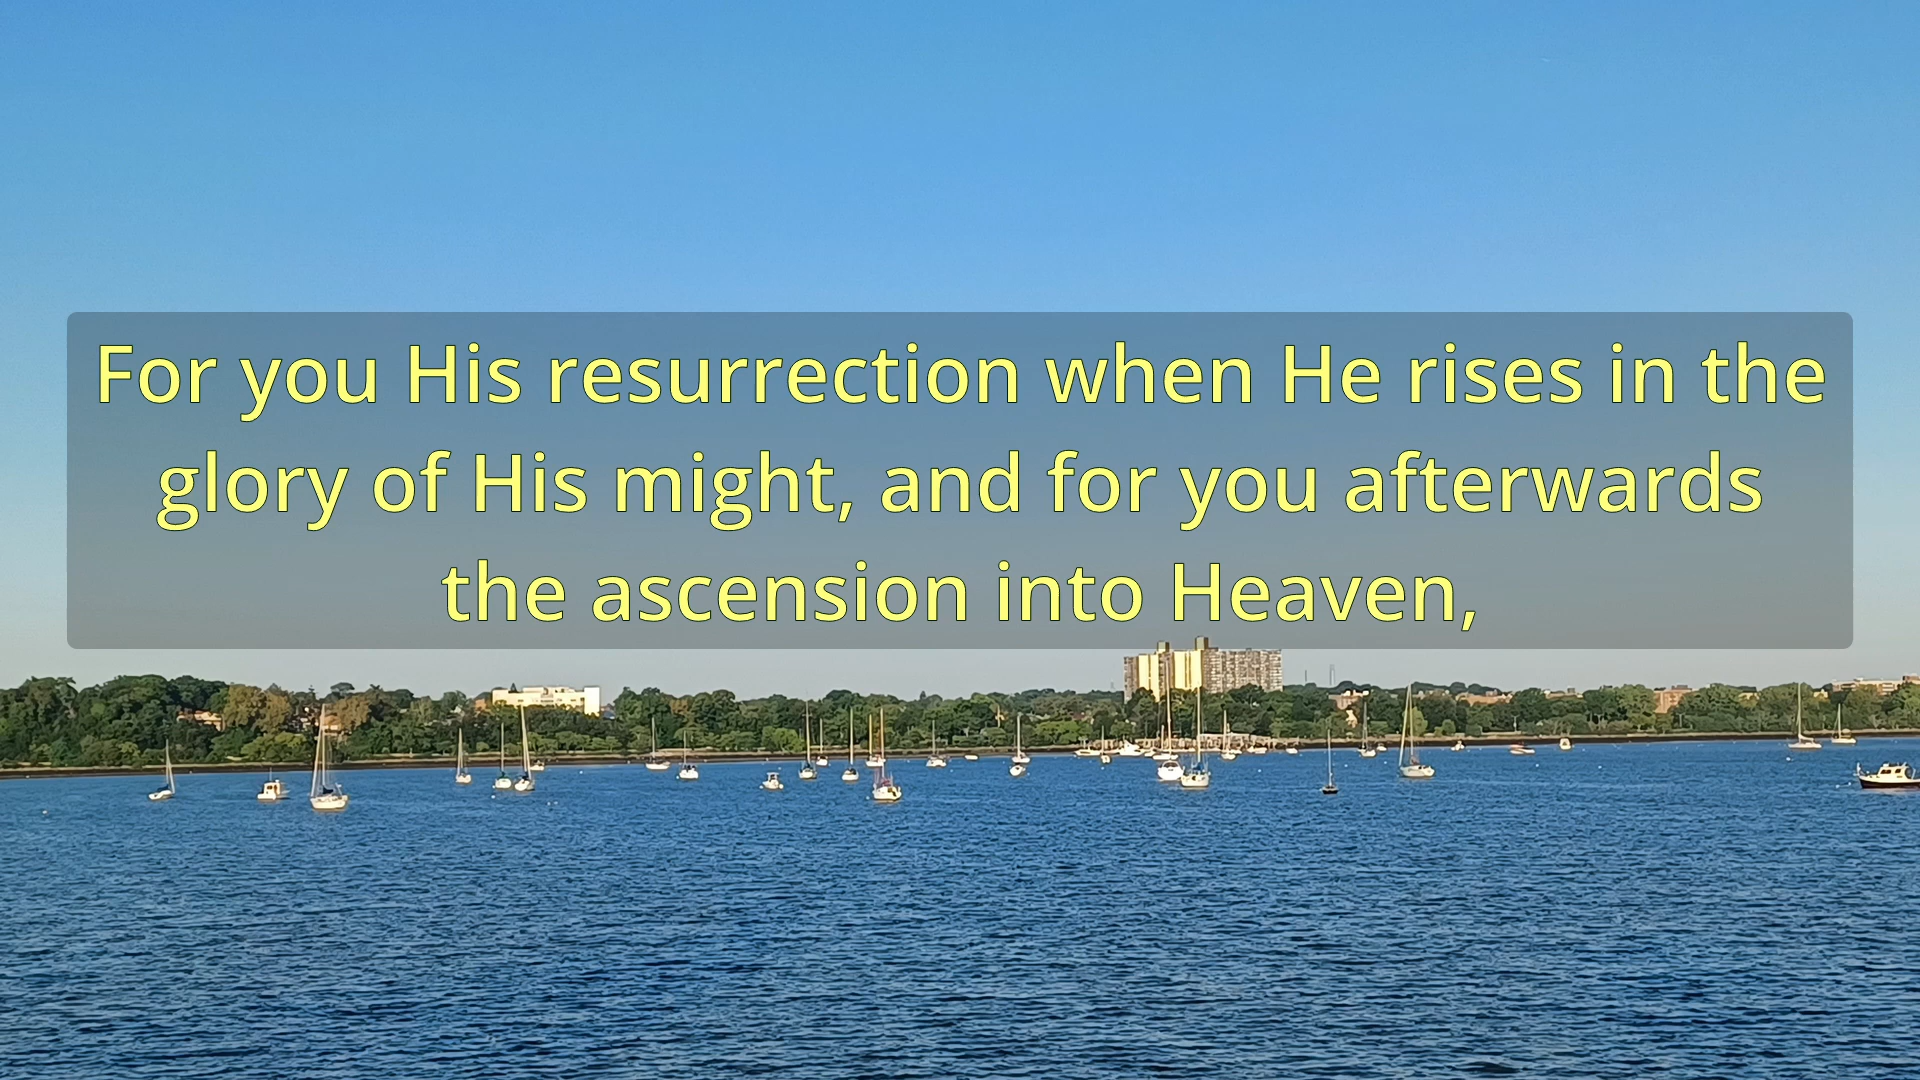 For you His resurrection when He rises in the
glory of His might, and for you afterwards
the ascension into Heaven,